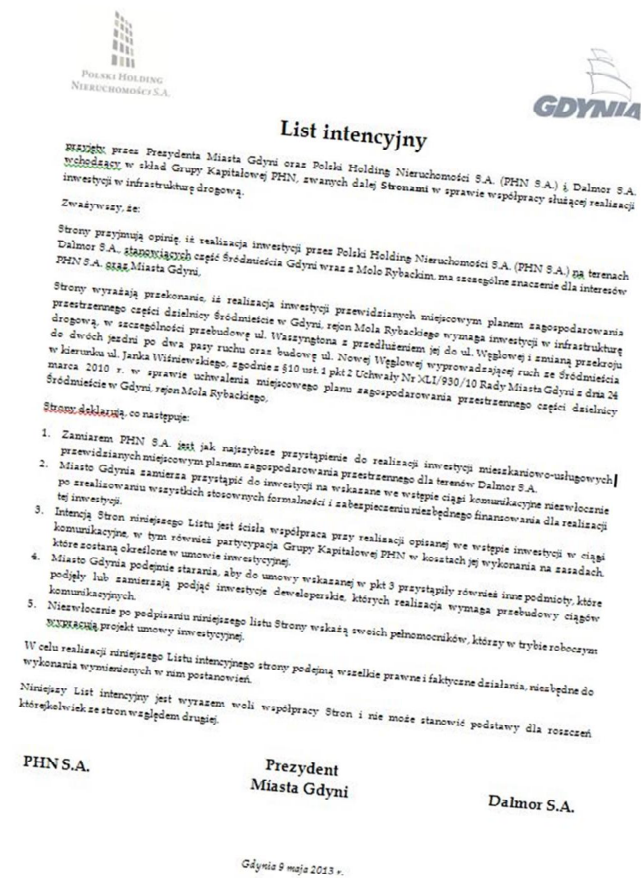 POLSKI HOLDING
NIERUCHOMOŚCI S.A.
GDYNIA
List intencyjny
przyjęty przez Prezydenta Miasta Gdyni oraz Polski Holding Nieruchomości S.A. (PHN S.A.) i, Dalmor S.A.
wchodzący w skład Grupy Kapitałowej PHN, zwanych dalej Stronami w sprawie współpracy służącej realizacji
inwestycji w infrastrukturę drogową.
Zważywszy, że:
Strony przyjmują opinię, iż realizacja inwestycji przez Polski Holding Nieruchomości S.A. (PHN S.A.) na terenach
Dalmor S.A., stanowiących część Śródmieścia Gdyni wraz z Molo Rybackim, ma szczególne znaczenie dla interesów
PHN S.A. oraz Miasta Gdyni,
Strony wyrażają przekonanie, iż realizacja inwestycji przewidzianych miejscowym planem zagospodarowania
przestrzennego części dzielnicy Śródmieście w Gdyni, rejon Mola Rybackiego wymaga inwestycji w infrastrukturę
drogową, w szczególności przebudowę ul. Waszyngtona z przedłużeniem jej do ul. Węglowej i zmianą przekroju
do dwóch jezdni po dwa pasy ruchu oraz budowę ul. Nowej Węglowej wyprowadzającej ruch ze Śródmieścia
w kierunku ul. Janka Wiśniewskiego, zgodnie z §10 ust. 1 pkt 2 Uchwały Nr XLI/930/10 Rady Miasta Gdyni z dnia 24
marca 2010 r. w sprawie uchwalenia miejscowego planu zagospodarowania przestrzennego części dzielnicy
Śródmieście w Gdyni, rejon Mola Rybackiego,
Strony deklarują, co następuje:
1. Zamiarem PHN S.A. jest jak najszybsze przystąpienie do realizacji inwestycji mieszkaniowo-usługowych
przewidzianych miejscowym planem zagospodarowania przestrzennego dla terenów Dalmor S.A.
2. Miasto Gdynia zamierza przystąpić do inwestycji na wskazane we wstępie ciągi komunikacyjne niezwłocznie
po zrealizowaniu wszystkich stosownych formalności i zabezpieczeniu niezbędnego finansowania dla realizacji
tej inwestycji.
3. Intencją Stron niniejszego Listu jest ścisła współpraca przy realizacji opisanej we wstępie inwestycji w ciągi
komunikacyjne, w tym również partycypacja Grupy Kapitałowej PHN w kosztach jej wykonania na zasadach,
które zostaną określone w umowie inwestycyjnej.
4. Miasto Gdynia podejmie starania, aby do umowy wskazanej w pkt 3 przystąpiły również inne podmioty, które
podjęły lub zamierzają podjąć inwestycje deweloperskie, których realizacja wymaga przebudowy ciągów
komunikacyjnych.
5. Niezwłocznie po podpisaniu niniejszego listu Strony wskażą swoich pełnomocników, którzy w trybie roboczym
wypracują projekt umowy inwestycyjnej.
W celu realizacji niniejszego Listu intencyjnego strony podejmą wszelkie prawne i faktyczne działania, niezbędne do
wykonania wymienionych w nim postanowień.
Niniejszy List intencyjny jest wyrazem woli współpracy Stron i nie może stanowić podstawy dla roszczeń
którejkolwiek ze stron względem drugiej.
PHN S.A.
Prezydent
Miasta Gdyni
Dalmor S.A.
Gdynia 9 maja 2013 r.